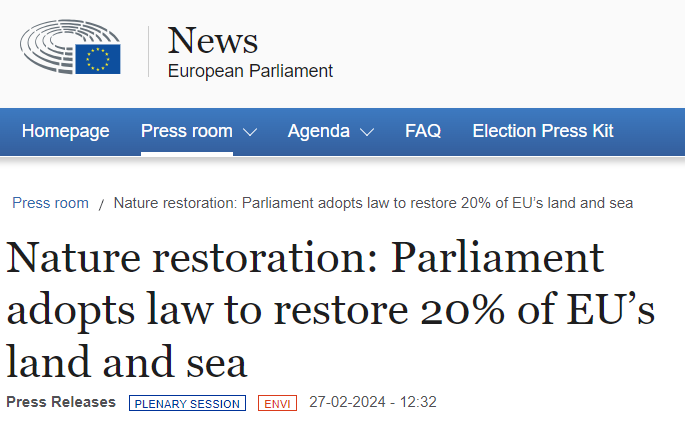 News
European Parliament
Homepage Press room Agenda FAQ Election Press Kit
Press room / Nature restoration: Parliament adopts law to restore 20% of EU’s land and sea
Nature restoration: Parliament
adopts law to restore 20% of EU’s
land and sea
Press Releases PLENARY SESSION ENVI 27-02-2024 - 12:32